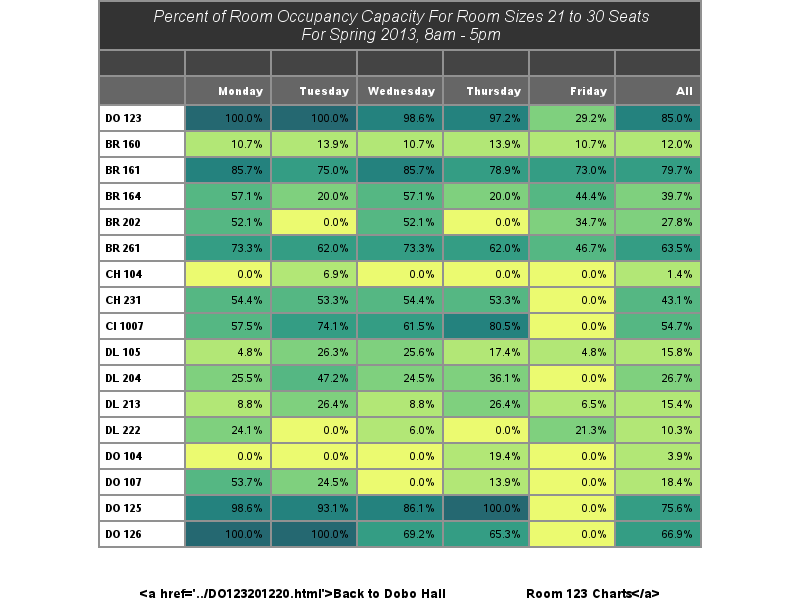 Percent of Room Occupancy Capacity For Room Sizes 21 to 30 Seats
For Spring 2013, 8am - 5pm
Monday Tuesday Wednesday Thursday Friday All
DO 123 100.0% 100.0% 98.6% 97.2% 29.2% 85.0%
BR 160 10.7% 13.9% 10.7% 13.9% 10.7% 12.0%
BR 161 85.7% 75.0% 85.7% 78.9% 73.0% 79.7%
BR 164 57.1% 20.0% 57.1% 20.0% 44.4% 39.7%
BR 202 52.1% 0.0% 52.1% 0.0% 34.7% 27.8%
BR 261 73.3% 62.0% 73.3% 62.0% 46.7% 63.5%
CH 104 0.0% 6.9% 0.0% 0.0% 0.0% 1.4%
CH 231 54.4% 53.3% 54.4% 53.3% 0.0% 43.1%
CI 1007 57.5% 74.1% 61.5% 80.5% 0.0% 54.7%
DL 105 4.8% 26.3% 25.6% 17.4% 4.8% 15.8%
DL 204 25.5% 47.2% 24.5% 36.1% 0.0% 26.7%
DL 213 8.8% 26.4% 8.8% 26.4% 6.5% 15.4%
DL 222 24.1% 0.0% 6.0% 0.0% 21.3% 10.3%
DO 104 0.0% 0.0% 0.0% 19.4% 0.0% 3.9%
DO 107 53.7% 24.5% 0.0% 13.9% 0.0% 18.4%
DO 125 98.6% 93.1% 86.1% 100.0% 0.0% 75.6%
DO 126 100.0% 100.0% 69.2% 65.3% 0.0% 66.9%
<a href='../DO123201220.html'>Back to Dobo Hall Room 123 Charts</a>